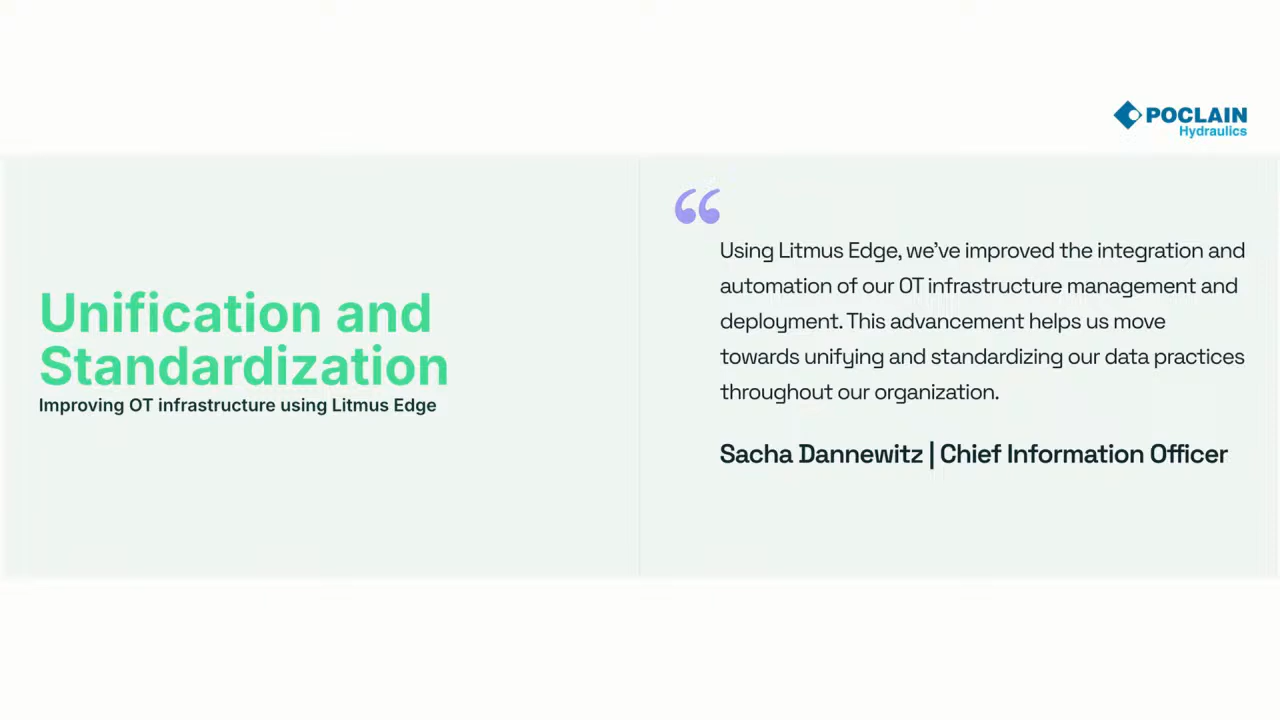 POCLAIN
Hydraulics
Unification and
Standardization
Improving OT infrastructure using Litmus Edge
“
Using Litmus Edge, we’ve improved the integration and
automation of our OT infrastructure management and
deployment. This advancement helps us move
towards unifying and standardizing our data practices
throughout our organization.
Sacha Dannewitz | Chief Information Officer